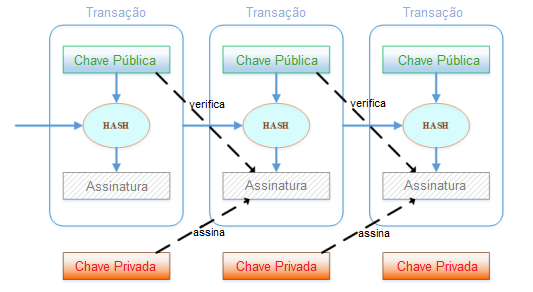 Transação
Transação
Transação
Chave Pública
Chave Pública
Chave Pública
verifica
verifica
HASH
HASH
HASH
Assinatura
Assinatura
Assinatura
assina
assina
Chave Privada
Chave Privada
Chave Privada